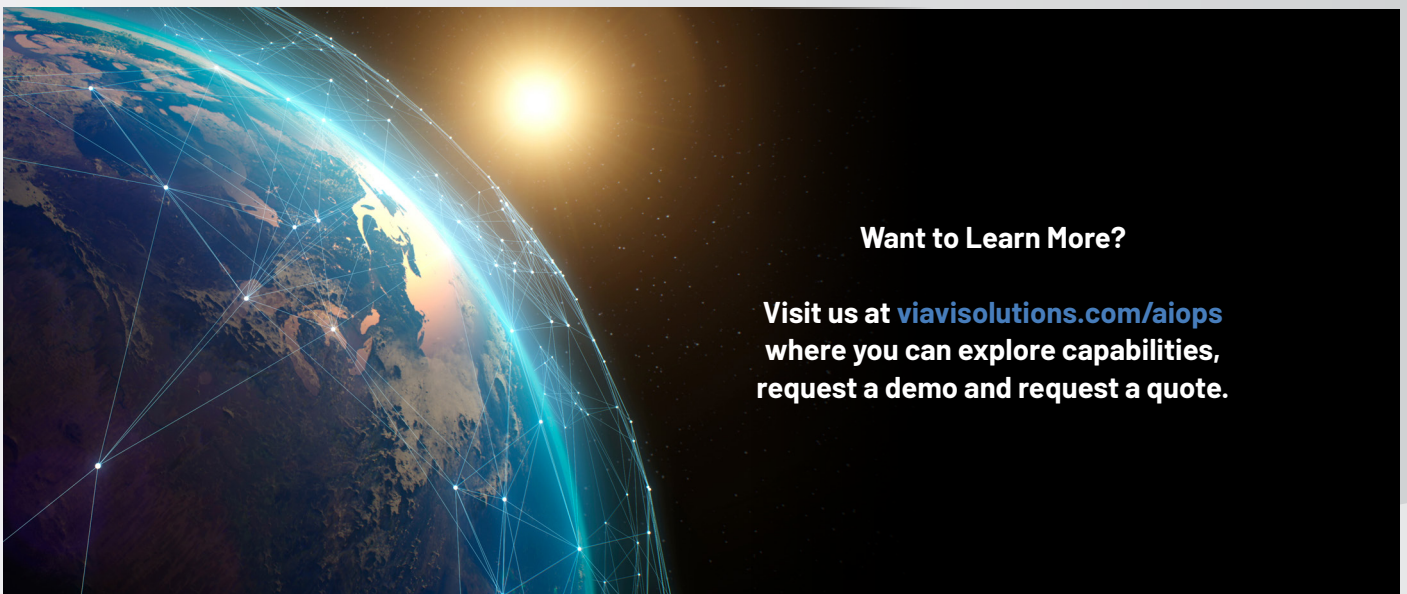 Want to Learn More?
Visit us at viavisolutions.com/aiops
where you can explore capabilities,
request a demo and request a quote.